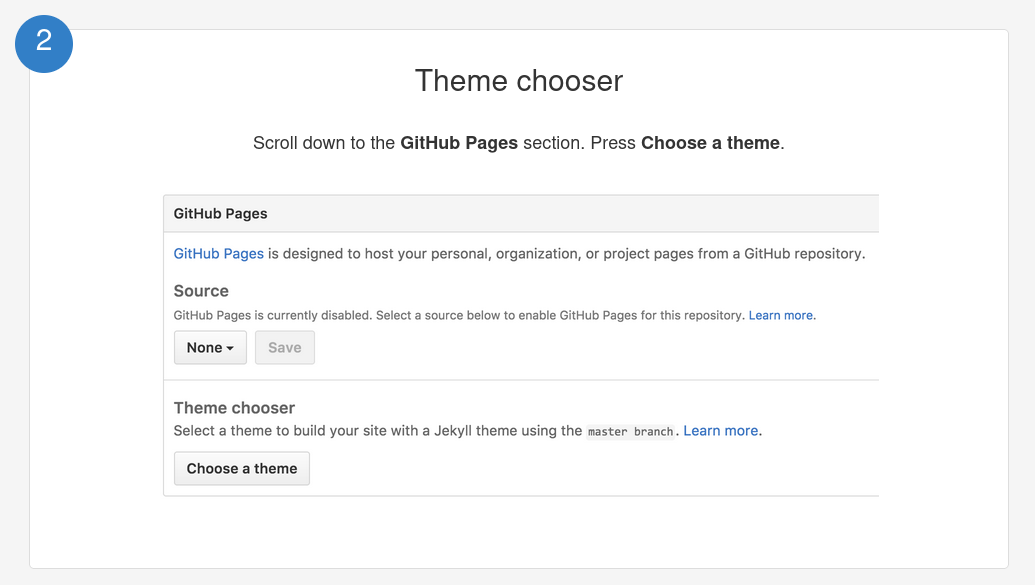 2
Theme chooser
Scroll down to the GitHub Pages section. Press Choose a theme.
GitHub Pages
GitHub Pages is designed to host your personal, organization, or project pages from a GitHub repository.
Source
GitHub Pages is currently disabled. Select a source below to enable GitHub Pages for this repository. Learn more.
None Save
Theme chooser
Select a theme to build your site with a Jekyll theme using the master branch. Learn more.
Choose a theme